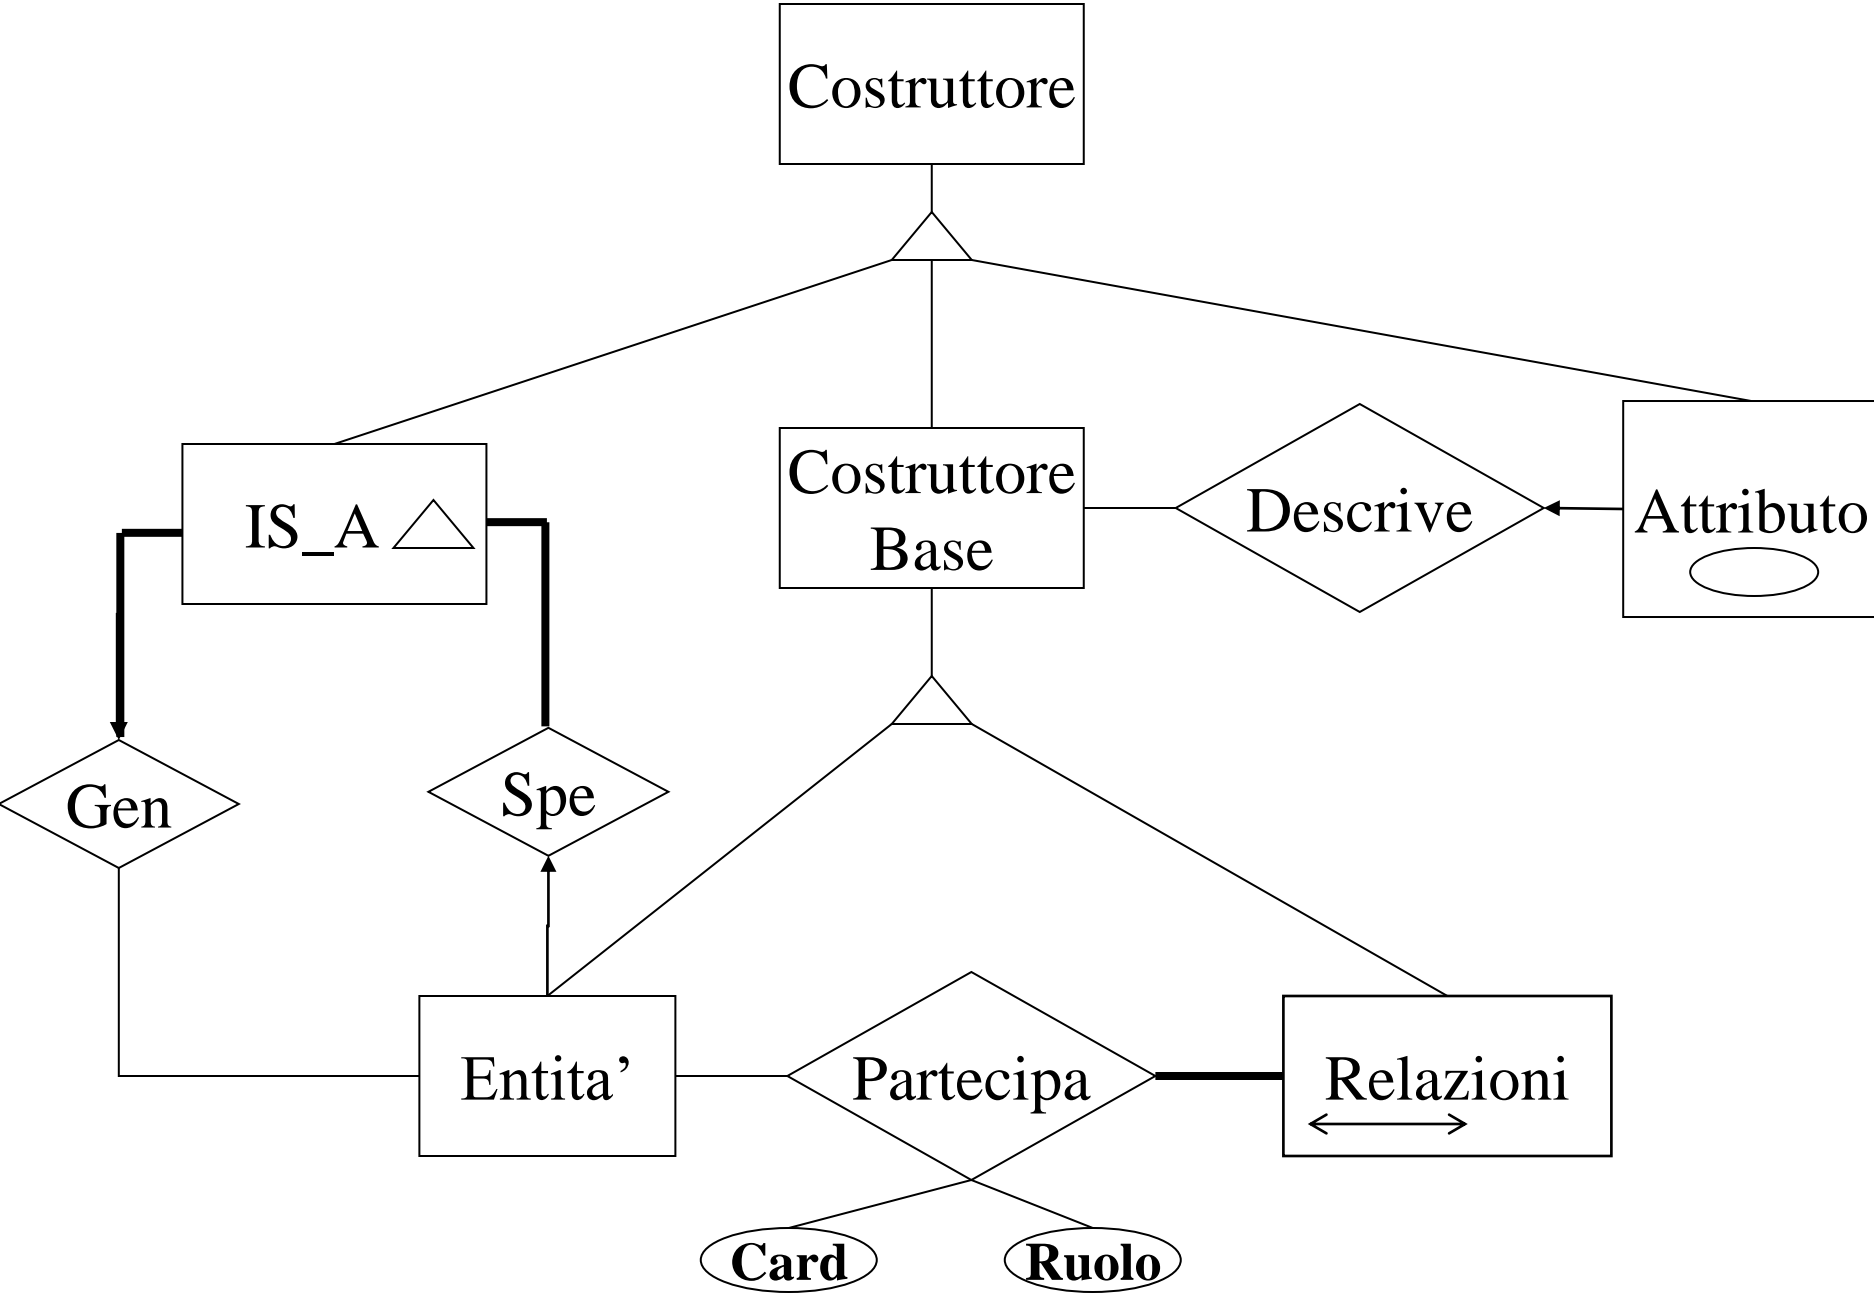 Costruttore
IS_A
Costruttore
Base
Descrive
Attributo
Gen
Spe
Entita’
Partecipa
Relazioni
Card
Ruolo